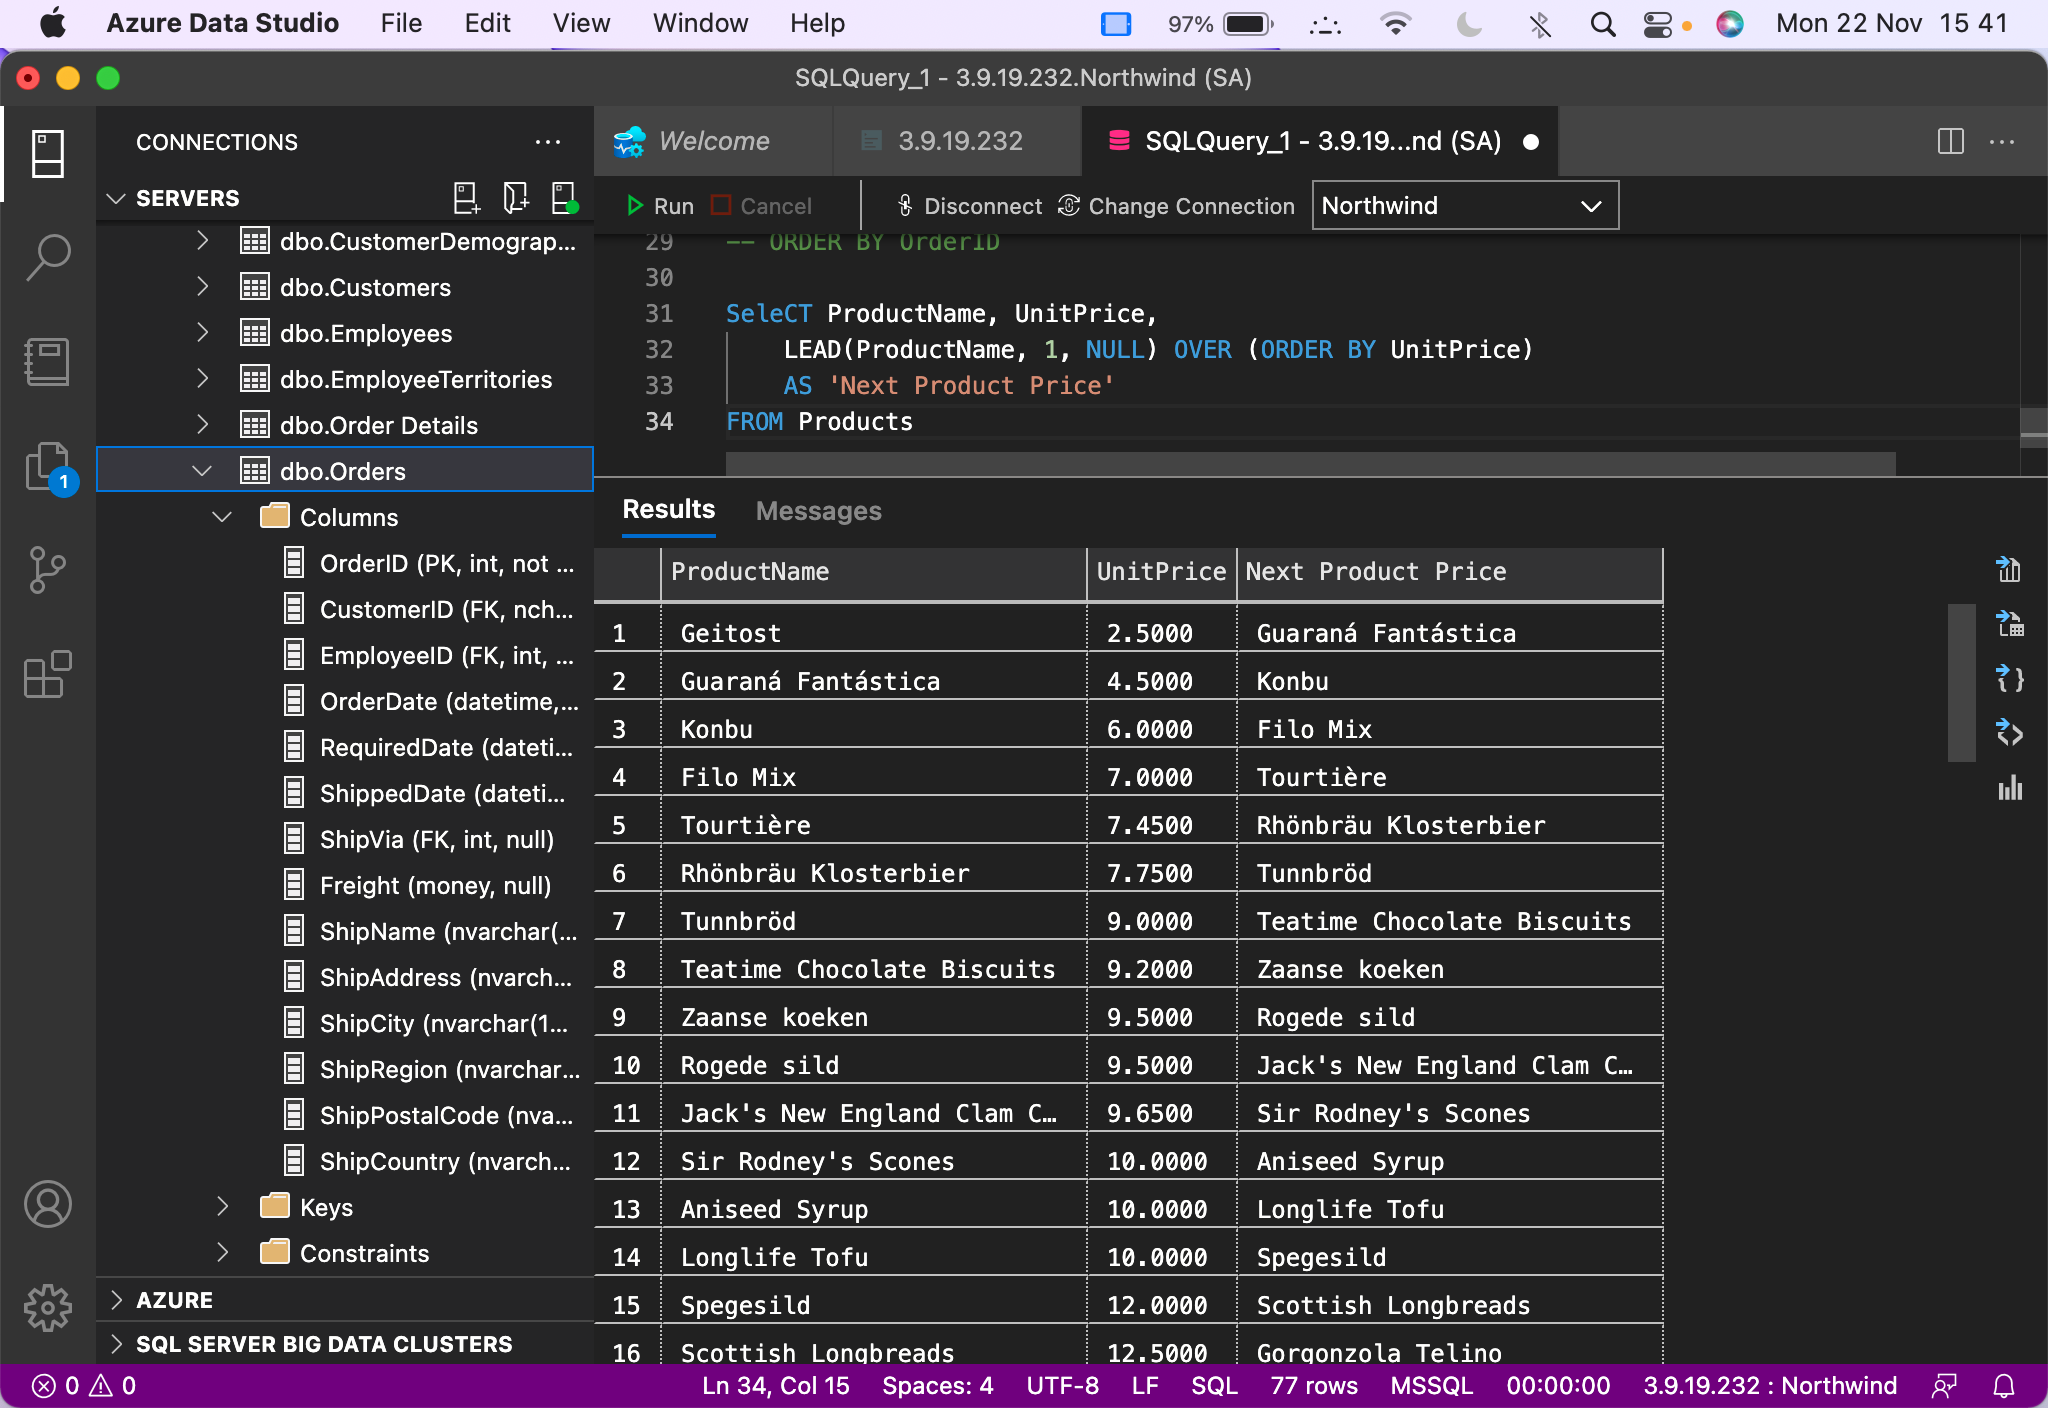 Azure Data Studio File Edit View Window Help 97% Mon 22 Nov 15 41
SQLQuery_1 - 3.9.19.232.Northwind (SA)
CONNECTIONS
SERVERS
dbo.CustomerDemograp...
dbo.Customers
dbo.Employees
dbo.EmployeeTerritories
dbo.Order Details
dbo.Orders
Columns
OrderID (PK, int, not ...
CustomerID (FK, nch...
EmployeeID (FK, int, ...
OrderDate (datetime,...
RequiredDate (dateti...
ShippedDate (dateti...
ShipVia (FK, int, null)
Freight (money, null)
ShipName (nvarchar(...
ShipAddress (nvarch...
ShipCity (nvarchar(1...
ShipRegion (nvarchar...
ShipPostalCode (nva...
ShipCountry (nvarch...
Keys
Constraints
AZURE
SQL SERVER BIG DATA CLUSTERS
1
Welcome 3.9.19.232 SQLQuery_1 - 3.9.19...nd (SA)
Run Cancel Disconnect Change Connection Northwind
29 -- ORDER BY OrderID
30
31 SeleCT ProductName, UnitPrice,
32 LEAD(ProductName, 1, NULL) OVER (ORDER BY UnitPrice)
33 AS 'Next Product Price'
34 FROM Products
Results Messages
ProductName UnitPrice Next Product Price
1 Geitost 2.5000 Guaraná Fantástica
2 Guaraná Fantástica 4.5000 Konbu
3 Konbu 6.0000 Filo Mix
4 Filo Mix 7.0000 Tourtière
5 Tourtière 7.4500 Rhönbräu Klosterbier
6 Rhönbräu Klosterbier 7.7500 Tunnbröd
7 Tunnbröd 9.0000 Teatime Chocolate Biscuits
8 Teatime Chocolate Biscuits 9.2000 Zaanse koeken
9 Zaanse koeken 9.5000 Rogede sild
10 Rogede sild 9.5000 Jack's New England Clam C…
11 Jack's New England Clam C… 9.6500 Sir Rodney's Scones
12 Sir Rodney's Scones 10.0000 Aniseed Syrup
13 Aniseed Syrup 10.0000 Longlife Tofu
14 Longlife Tofu 10.0000 Spegesild
15 Spegesild 12.0000 Scottish Longbreads
16 Scottish Longbreads 12.5000 Gorgonzola Telino
0 0 Ln 34, Col 15 Spaces: 4 UTF-8 LF SQL 77 rows MSSQL 00:00:00 3.9.19.232 : Northwind